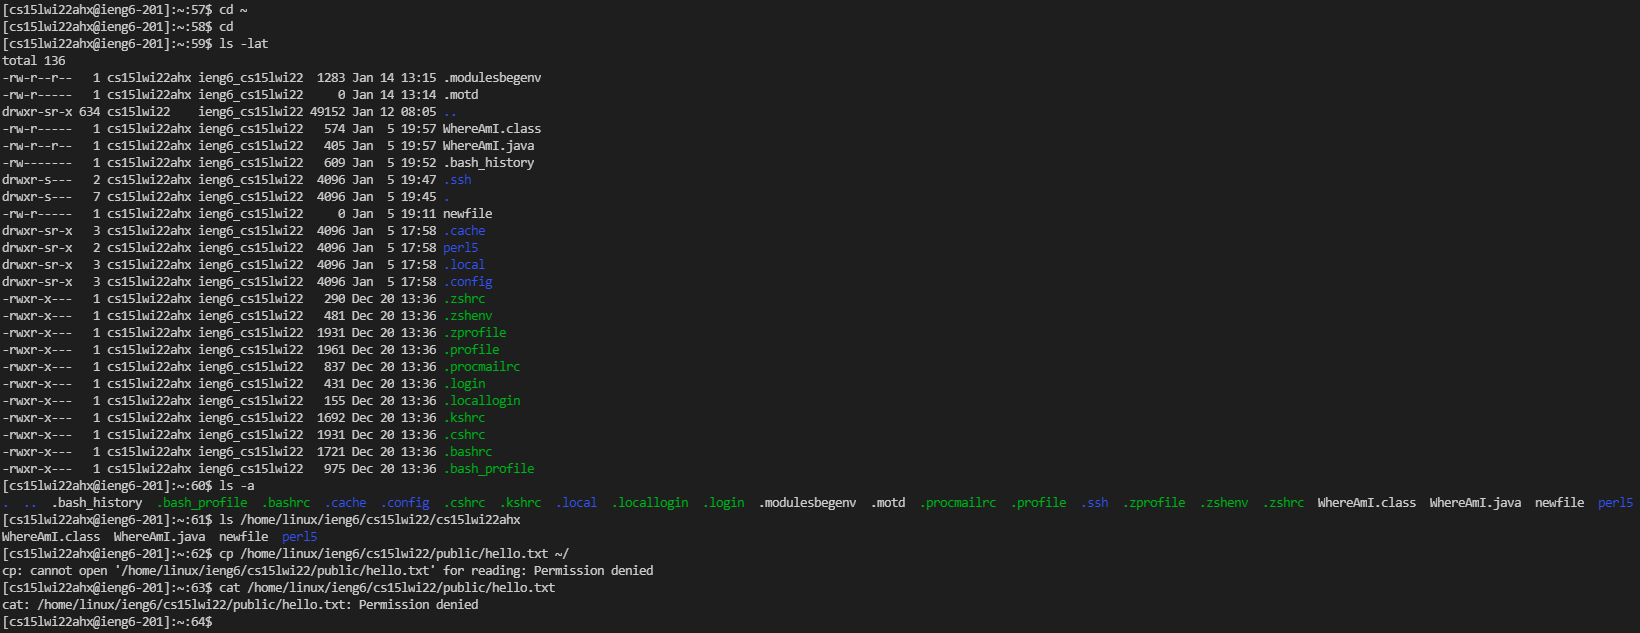 [cs15lwi22ahx@ieng6-201]:~:57$ cd ~
[cs15lwi22ahx@ieng6-201]:~:58$ cd
[cs15lwi22ahx@ieng6-201]:~:59$ ls -lat
total 136
-rw-r--r--   1 cs15lwi22ahx ieng6_cs15lwi22  1283 Jan 14 13:15 .modulesbegenv
-rw-r-----   1 cs15lwi22ahx ieng6_cs15lwi22     0 Jan 14 13:14 .motd
drwxr-sr-x 634 cs15lwi22    ieng6_cs15lwi22 49152 Jan 12 08:05 ..
-rw-r-----   1 cs15lwi22ahx ieng6_cs15lwi22   574 Jan  5 19:57 WhereAmI.class
-rw-r--r--   1 cs15lwi22ahx ieng6_cs15lwi22   405 Jan  5 19:57 WhereAmI.java
-rw-------   1 cs15lwi22ahx ieng6_cs15lwi22   609 Jan  5 19:52 .bash_history
drwxr-s---   2 cs15lwi22ahx ieng6_cs15lwi22  4096 Jan  5 19:47 .ssh
drwxr-s---   7 cs15lwi22ahx ieng6_cs15lwi22  4096 Jan  5 19:45 .
-rw-r-----   1 cs15lwi22ahx ieng6_cs15lwi22     0 Jan  5 19:11 newfile
drwxr-sr-x   3 cs15lwi22ahx ieng6_cs15lwi22  4096 Jan  5 17:58 .cache
drwxr-sr-x   2 cs15lwi22ahx ieng6_cs15lwi22  4096 Jan  5 17:58 perl5
drwxr-sr-x   3 cs15lwi22ahx ieng6_cs15lwi22  4096 Jan  5 17:58 .local
drwxr-sr-x   3 cs15lwi22ahx ieng6_cs15lwi22  4096 Jan  5 17:58 .config
-rwxr-x---   1 cs15lwi22ahx ieng6_cs15lwi22   290 Dec 20 13:36 .zshrc
-rwxr-x---   1 cs15lwi22ahx ieng6_cs15lwi22   481 Dec 20 13:36 .zshenv
-rwxr-x---   1 cs15lwi22ahx ieng6_cs15lwi22  1931 Dec 20 13:36 .zprofile
-rwxr-x---   1 cs15lwi22ahx ieng6_cs15lwi22  1961 Dec 20 13:36 .profile
-rwxr-x---   1 cs15lwi22ahx ieng6_cs15lwi22   837 Dec 20 13:36 .procmailrc
-rwxr-x---   1 cs15lwi22ahx ieng6_cs15lwi22   431 Dec 20 13:36 .login
-rwxr-x---   1 cs15lwi22ahx ieng6_cs15lwi22   155 Dec 20 13:36 .locallogin
-rwxr-x---   1 cs15lwi22ahx ieng6_cs15lwi22  1692 Dec 20 13:36 .kshrc
-rwxr-x---   1 cs15lwi22ahx ieng6_cs15lwi22  1931 Dec 20 13:36 .cshrc
-rwxr-x---   1 cs15lwi22ahx ieng6_cs15lwi22  1721 Dec 20 13:36 .bashrc
-rwxr-x---   1 cs15lwi22ahx ieng6_cs15lwi22   975 Dec 20 13:36 .bash_profile
[cs15lwi22ahx@ieng6-201]:~:60$ ls -a
.  ..  .bash_history  .bash_profile  .bashrc  .cache  .config  .cshrc  .kshrc  .local  .locallogin  .login  .modulesbegenv  .motd  .procmailrc  .profile  .ssh  .zprofile  .zshenv  .zshrc  WhereAmI.class  WhereAmI.java  newfile  perl5
[cs15lwi22ahx@ieng6-201]:~:61$ ls /home/linux/ieng6/cs15lwi22/cs15lwi22ahx
WhereAmI.class  WhereAmI.java  newfile  perl5
[cs15lwi22ahx@ieng6-201]:~:62$ cp /home/linux/ieng6/cs15lwi22/public/hello.txt ~/
cp: cannot open '/home/linux/ieng6/cs15lwi22/public/hello.txt' for reading: Permission denied
[cs15lwi22ahx@ieng6-201]:~:63$ cat /home/linux/ieng6/cs15lwi22/public/hello.txt
cat: /home/linux/ieng6/cs15lwi22/public/hello.txt: Permission denied
[cs15lwi22ahx@ieng6-201]:~:64$